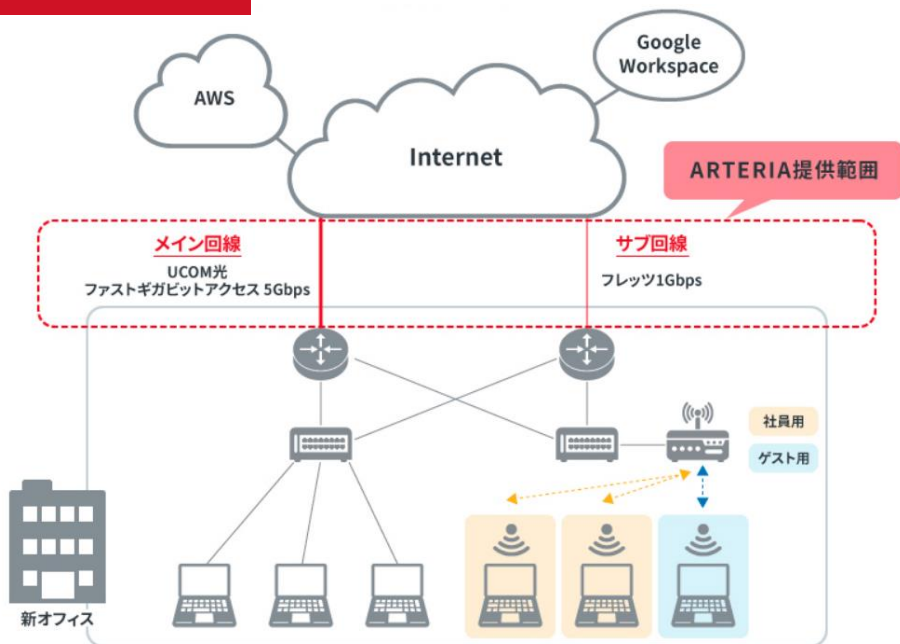 Google
Workspace
AWS
Internet
ARTERIA提供範囲
メイン回線
UCOM光
ファストギガビットアクセス 5Gbps
サブ回線
フレッツ1Gbps
社員用
ゲスト用
新オフィス